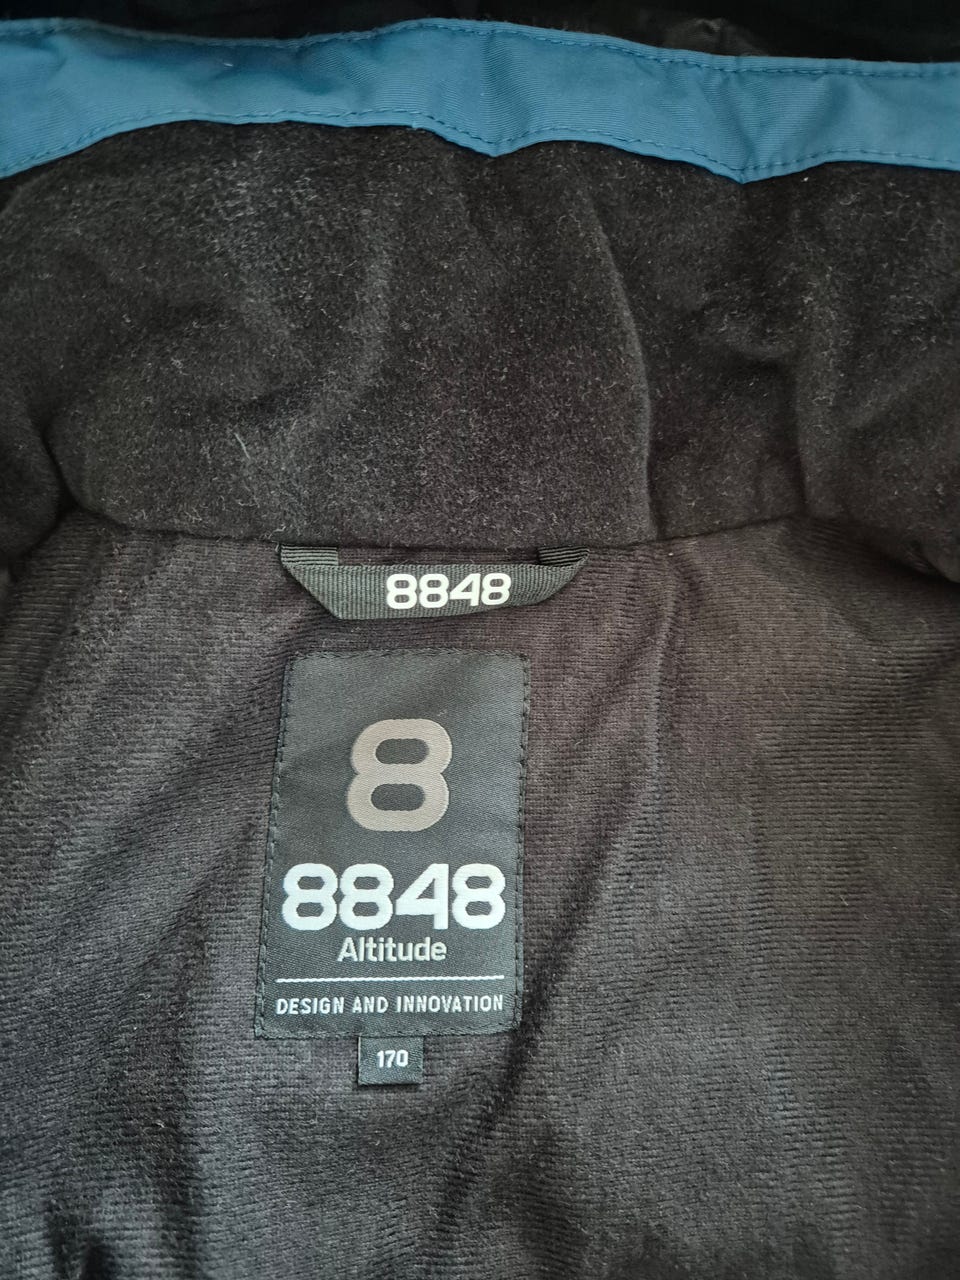 8848
8
8848
Altitude
DESIGN AND INNOVATION
170